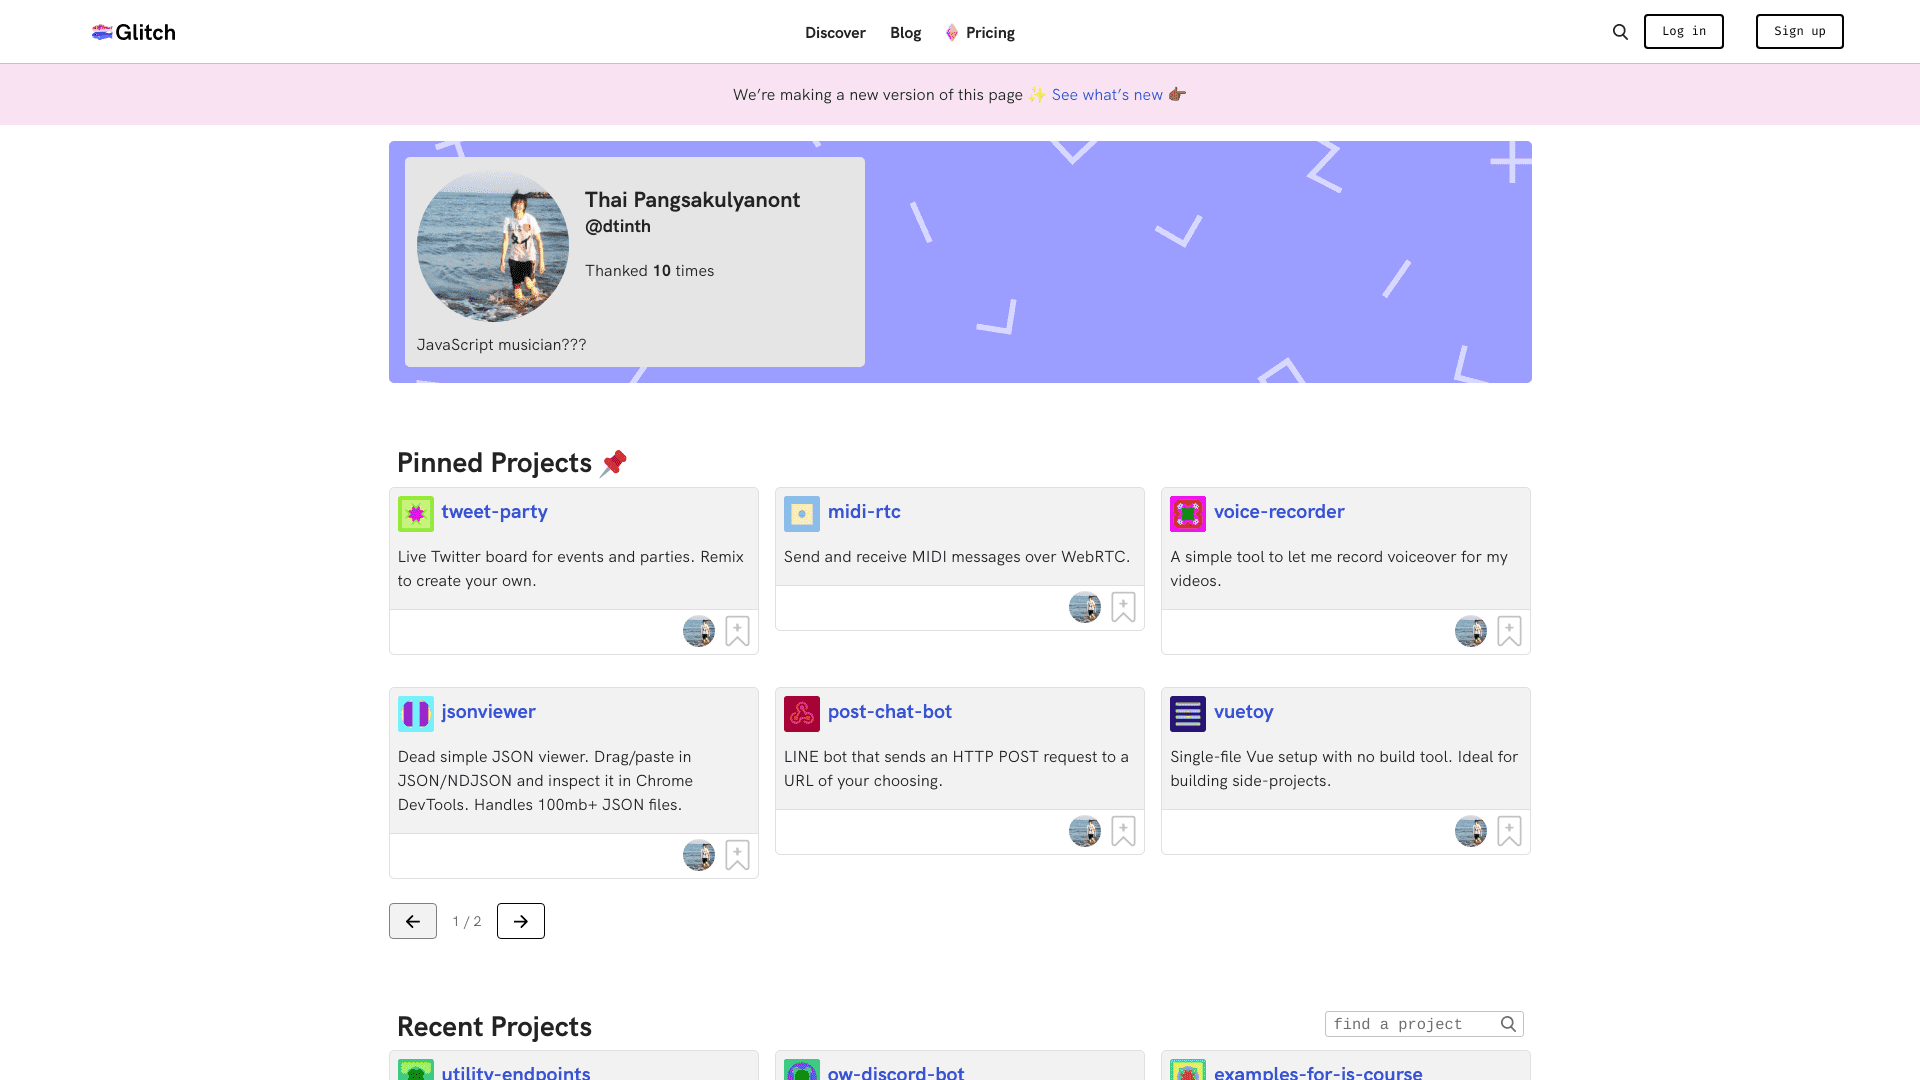 Glitch
Discover
Blog
Pricing
Log in
Sign up
We’re making a new version of this page ✨ See what’s new 👉🏾
Thai Pangsakulyanont
@dtinth
Thanked 10 times
JavaScript musician???
Pinned Projects 📌
tweet-party
Live Twitter board for events and parties. Remix
to create your own.
midi-rtc
Send and receive MIDI messages over WebRTC.
voice-recorder
A simple tool to let me record voiceover for my
videos.
jsonviewer
Dead simple JSON viewer. Drag/paste in
JSON/NDJSON and inspect it in Chrome
DevTools. Handles 100mb+ JSON files.
post-chat-bot
LINE bot that sends an HTTP POST request to a
URL of your choosing.
vuetoy
Single-file Vue setup with no build tool. Ideal for
building side-projects.
1 / 2
Recent Projects
find a project
utility-endpoints
ow-discord-bot
examples-for-js-course